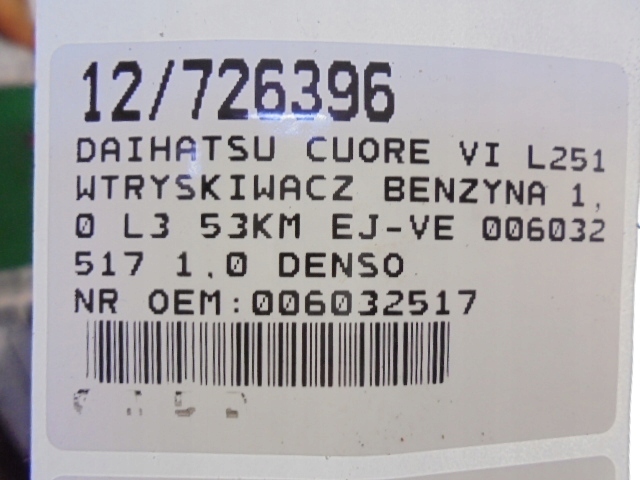 12/726396
DAIHATSU CUORE VI L251
WTRYSKIWACZ BENZYNA 1,
0 L3 53KM EJ-VE 006032
517 1.0 DENSO
NR OEM:006032517